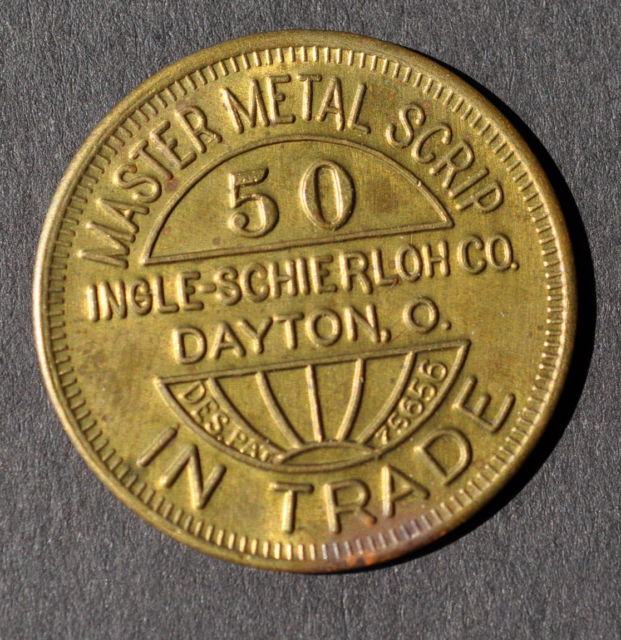 MASTER METAL SCRIP
50
INGLE-SCHIERLOH CO.
DAYTON, O.
DES. PAT. 75656
IN TRADE